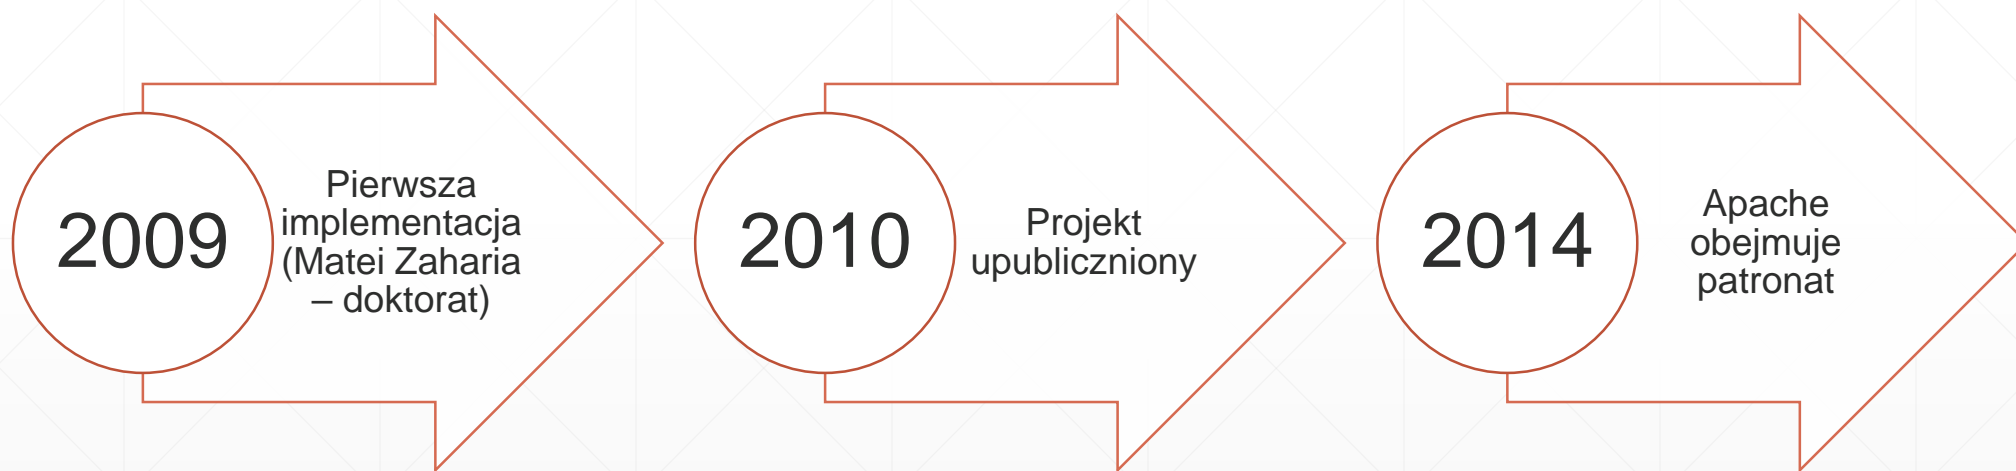 2009
Pierwsza
implementacja
(Matei Zaharia
– doktorat)
2010
Projekt
upubliczniony
2014
Apache
obejmuje
patronat